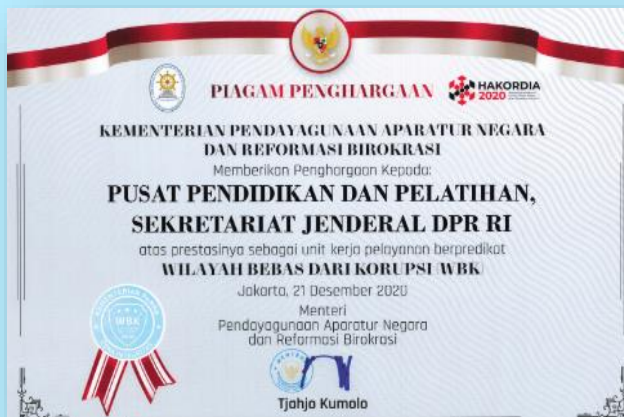 PIAGAM PENGHARGAAN
HAKORDIA
2020
KEMENTERIAN PENDAYAGUNAAN APARATUR NEGARA
DAN REFORMASI BIROKRASI
Memberikan Penghargaan Kepada:
PUSAT PENDIDIKAN DAN PELATIHAN,
SEKRETARIAT JENDERAL DPR RI
atas prestasinya sebagai unit kerja pelayanan berpredikat
WILAYAH BEBAS DARI KORUPSI (WBK)
Jakarta, 21 Desember 2020
Menteri
Pendayagunaan Aparatur Negara
dan Reformasi Birokrasi
WBK
Tjahjo Kumolo